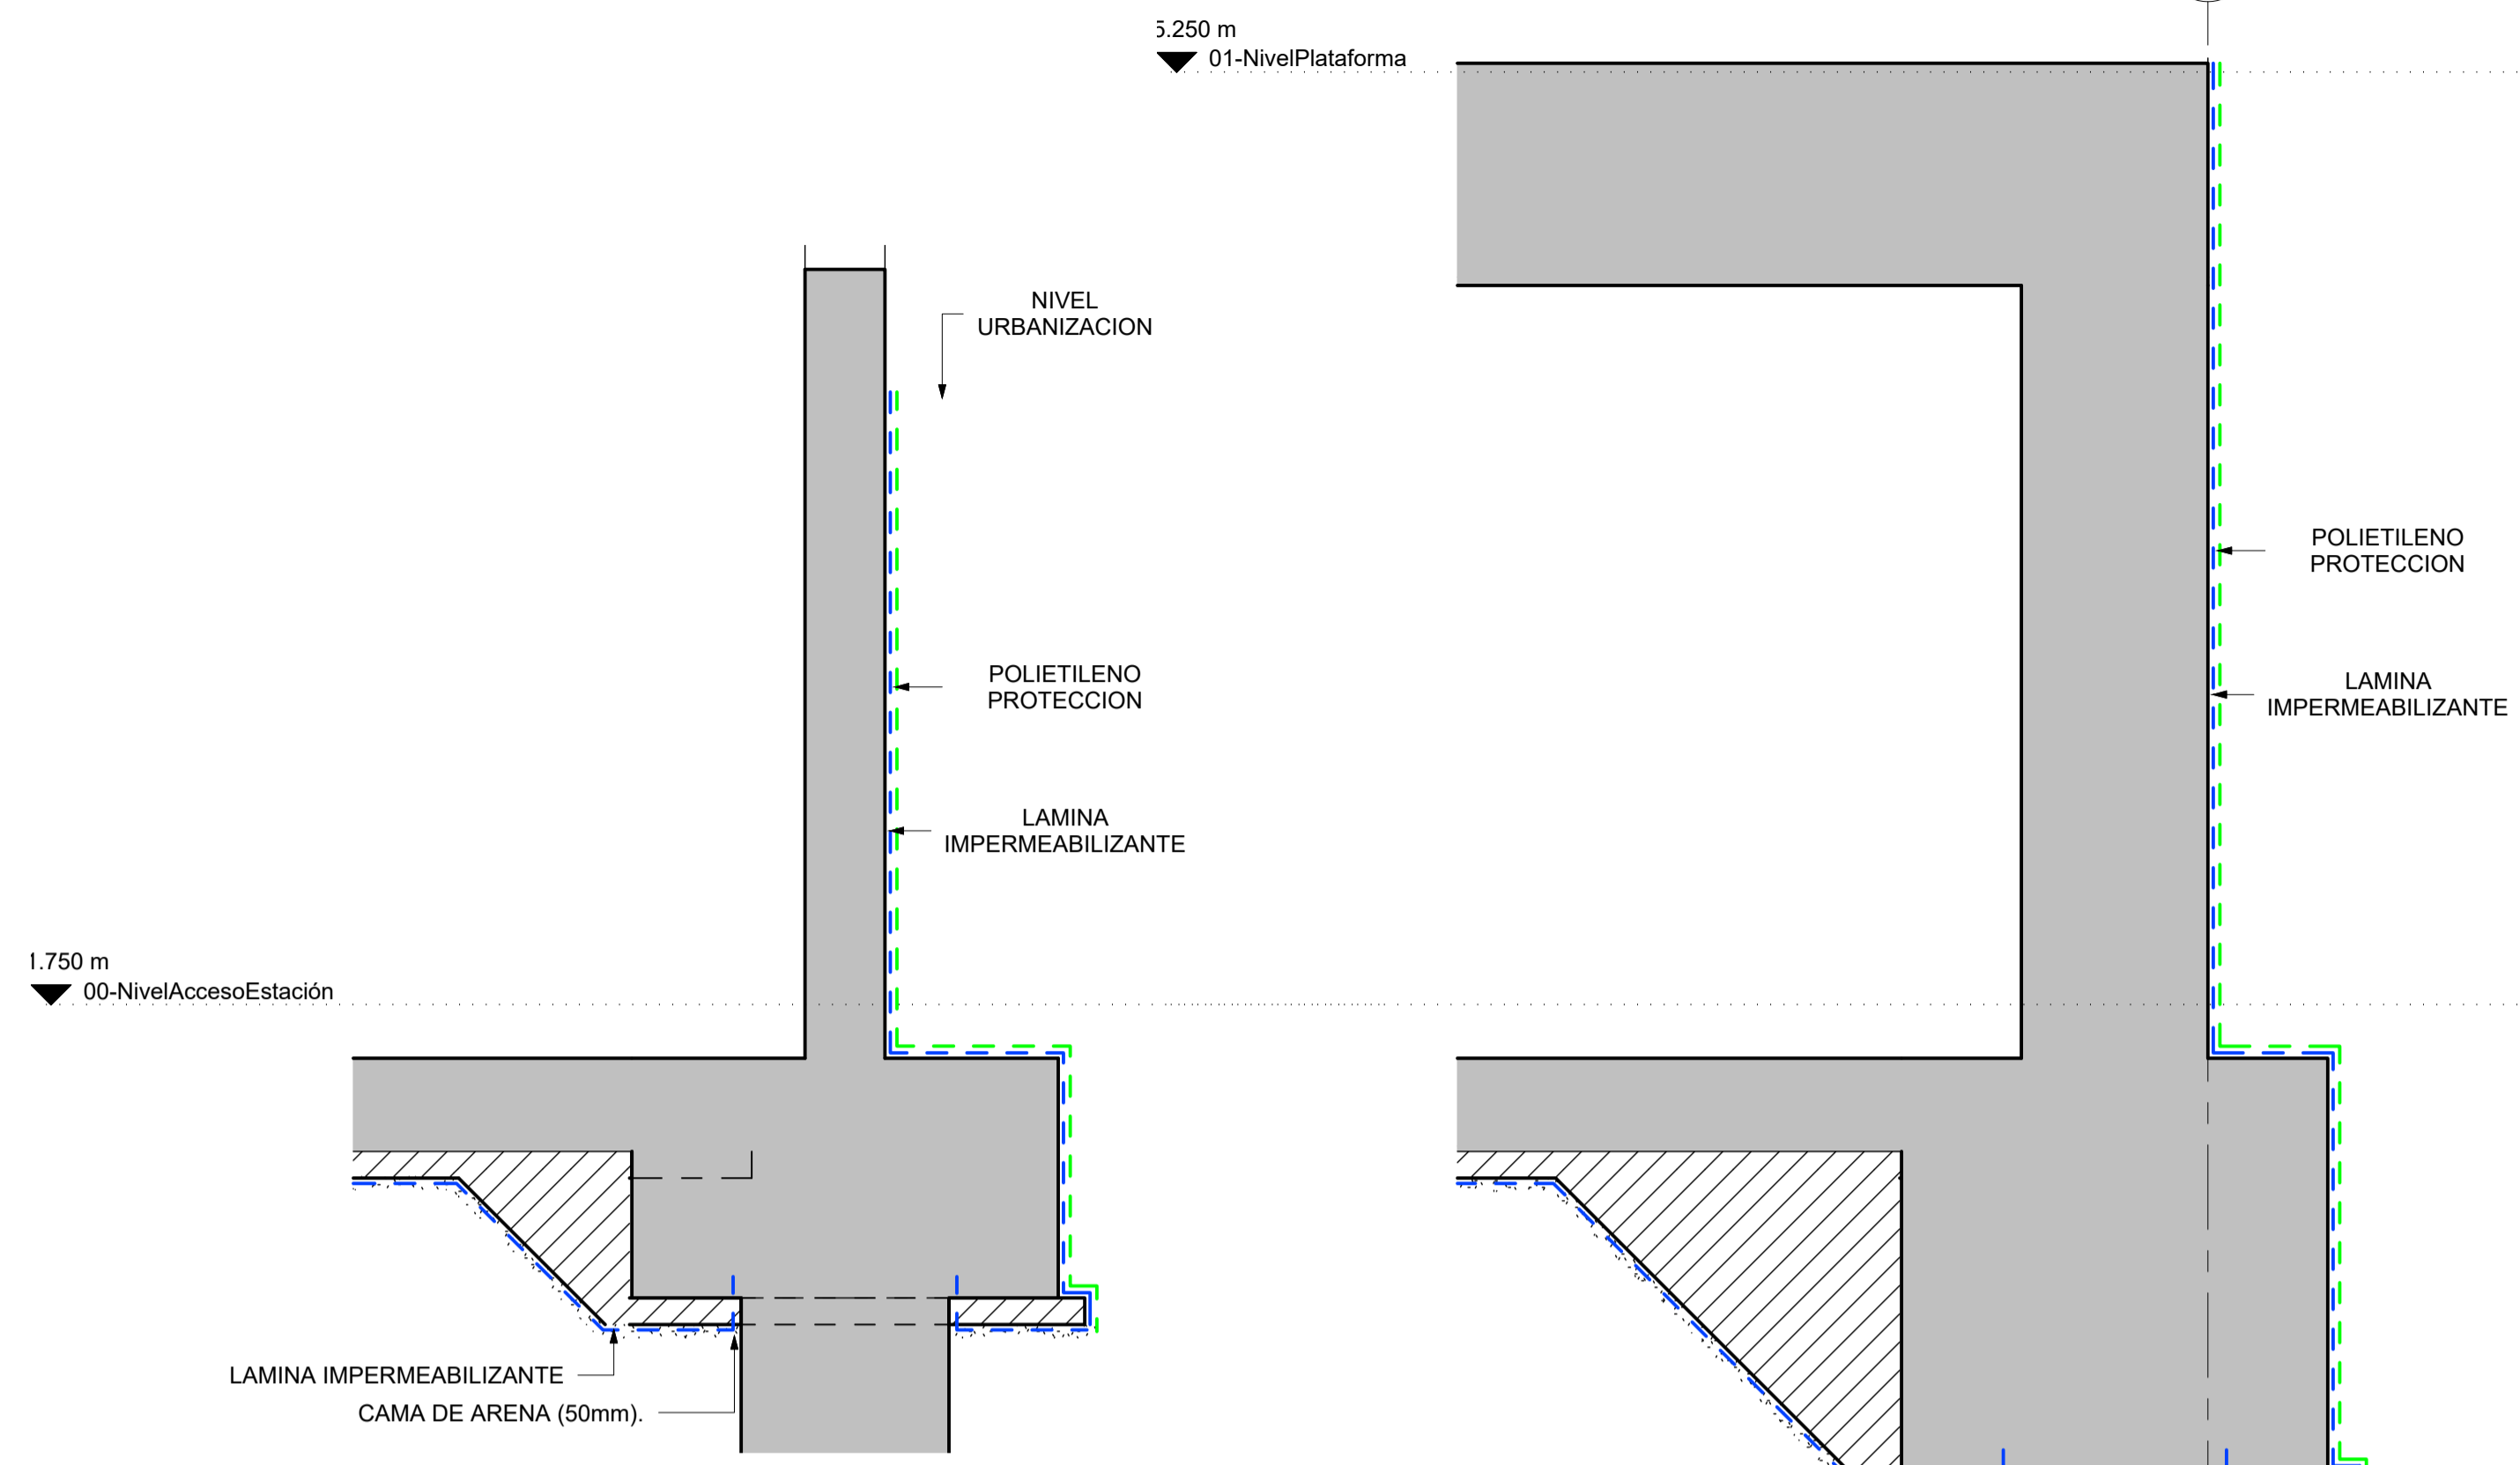 5.250 m
01-NivelPlataforma
NIVEL
URBANIZACION
POLIETILENO
PROTECCION
LAMINA
IMPERMEABILIZANTE
POLIETILENO
PROTECCION
LAMINA
IMPERMEABILIZANTE
1.750 m
00-NivelAccesoEstación
LAMINA IMPERMEABILIZANTE
CAMA DE ARENA (50mm).